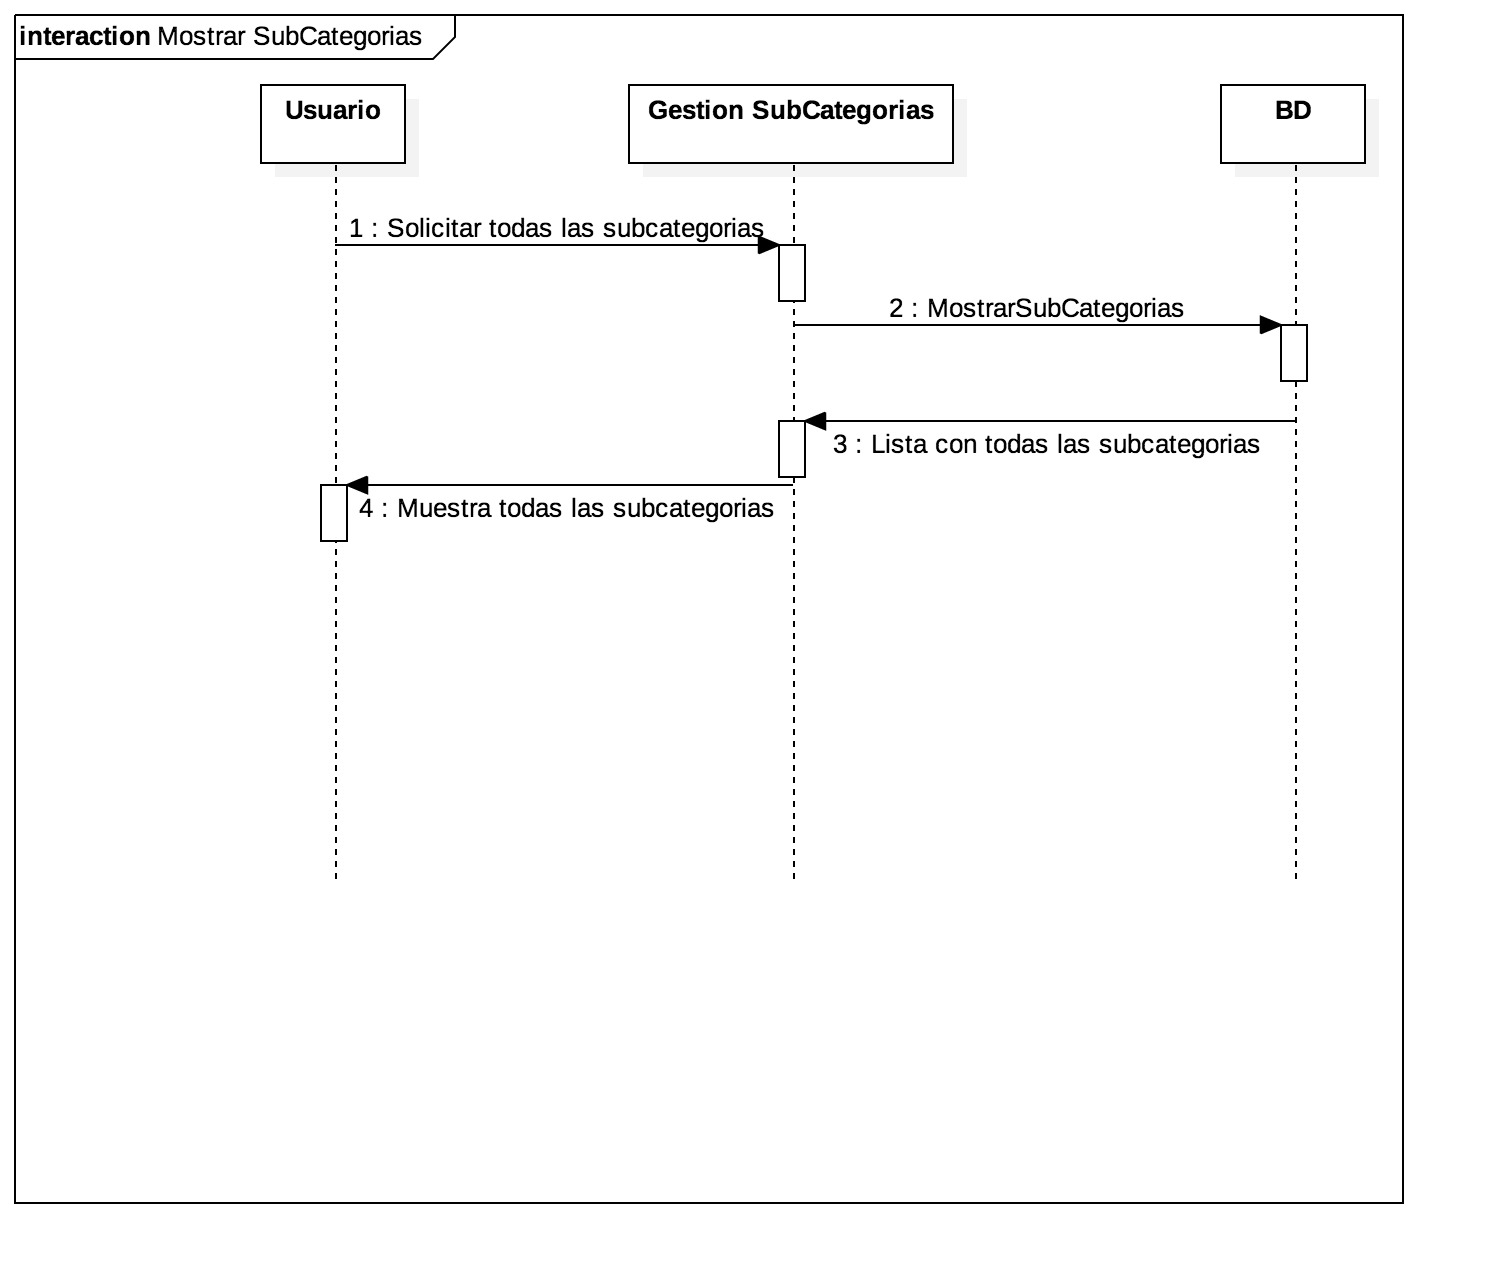 interaction Mostrar SubCategorias
Usuario
Gestion SubCategorias
BD
1 : Solicitar todas las subcategorias
2 : MostrarSubCategorias
3 : Lista con todas las subcategorias
4 : Muestra todas las subcategorias